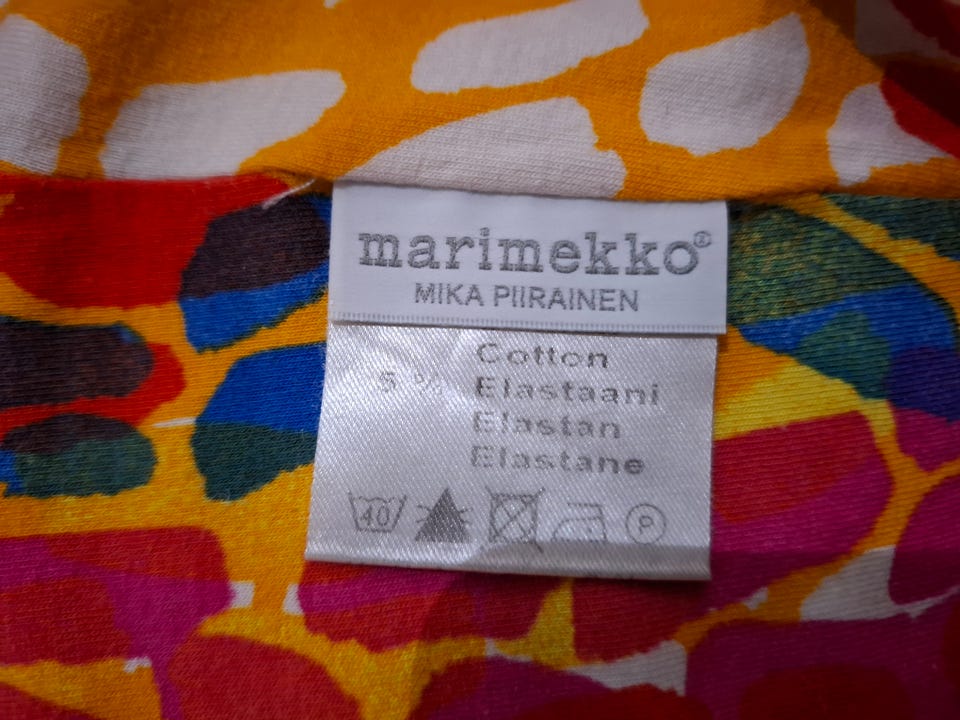 marimekko®
MIKA PIIRAINEN
Cotton
5 % Elastaani
Elastan
Elastane
40
P